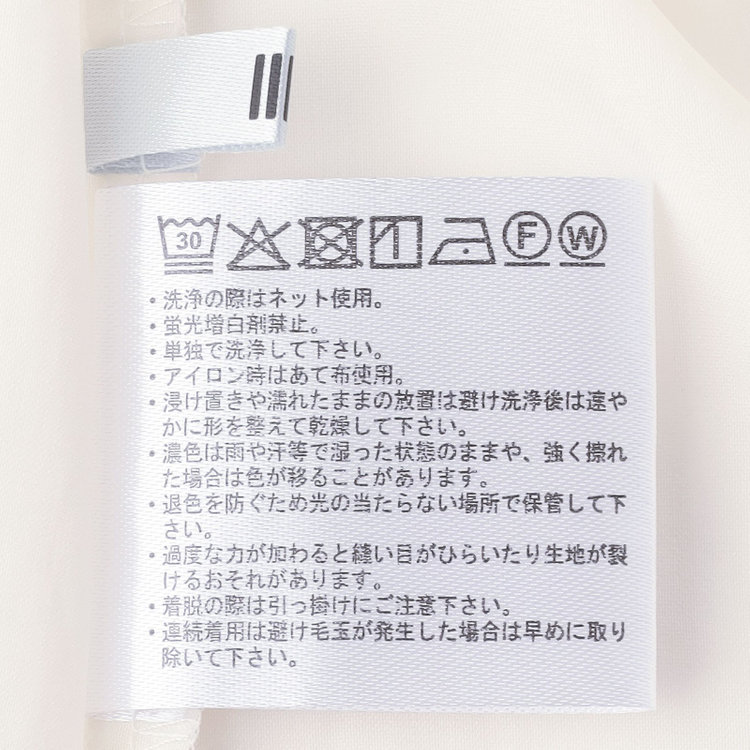 30
F W
・洗浄の際はネット使用。
・蛍光増白剤禁止。
・単独で洗浄して下さい。
・アイロン時はあて布使用。
・浸け置きや濡れたままの放置は避け洗浄後は速や
かに形を整えて乾燥して下さい。
・濃色は雨や汗等で湿った状態のままや、強く擦れ
た場合は色が移ることがあります。
・退色を防ぐため光の当たらない場所で保管して下
さい。
・過度な力が加わると縫い目がひらいたり生地が裂
けるおそれがあります。
・着脱の際は引っ掛けにご注意下さい。
・連続着用は避け毛玉が発生した場合は早めに取り
除いて下さい。